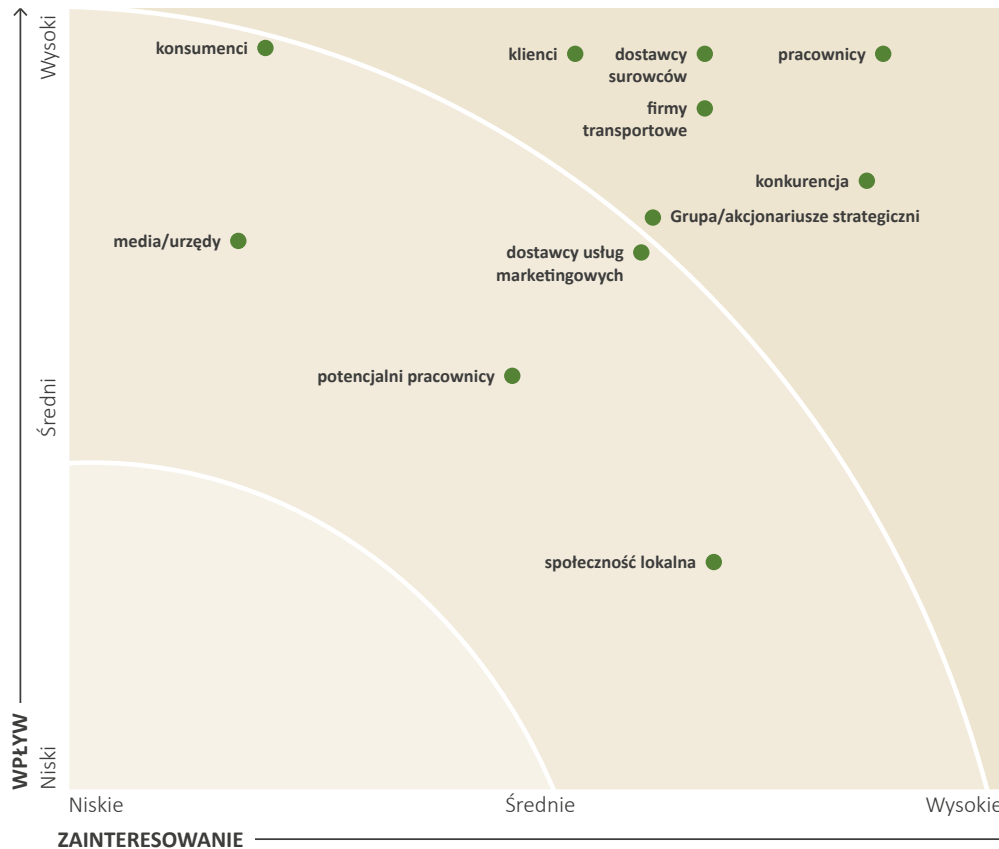 Wysoki
konsumenci
klienci
dostawcy
surowców
pracownicy
firmy
transportowe
konkurencja
Grupa/akcjonariusze strategiczni
media/urzędy
dostawcy usług
marketingowych
potencjalni pracownicy
Średni
społeczność lokalna
WPŁYW
Niski
Niskie
Średnie
Wysokie
ZAINTERESOWANIE